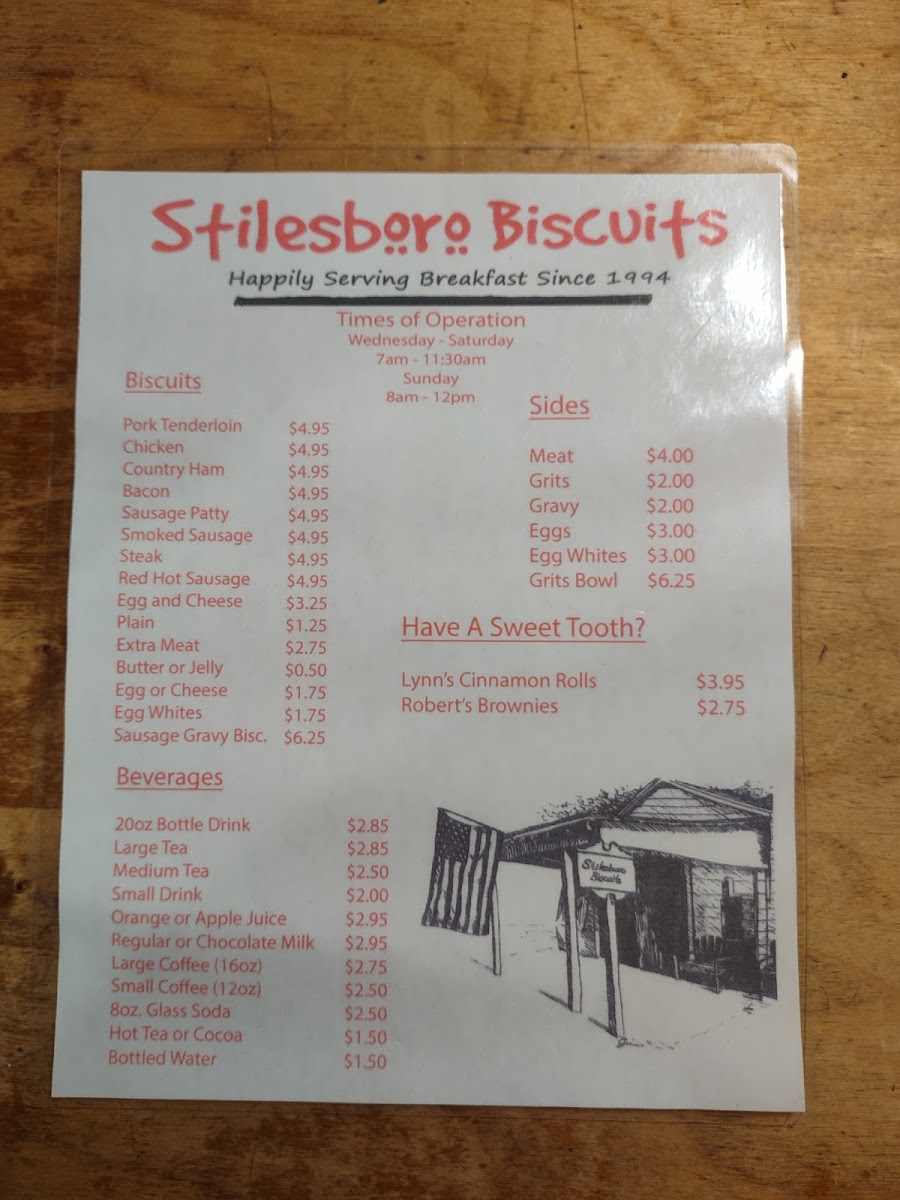 Stilesboro Biscuits
Happily Serving Breakfast Since 1994
Times of Operation
Wednesday - Saturday
7am - 11:30am
Sunday
8am - 12pm
Biscuits
Pork Tenderloin $4.95
Chicken $4.95
Country Ham $4.95
Bacon $4.95
Sausage Patty $4.95
Smoked Sausage $4.95
Steak $4.95
Red Hot Sausage $4.95
Egg and Cheese $3.25
Plain $1.25
Extra Meat $2.75
Butter or Jelly $0.50
Egg or Cheese $1.75
Egg Whites $1.75
Sausage Gravy Bisc. $6.25
Sides
Meat $4.00
Grits $2.00
Gravy $2.00
Eggs $3.00
Egg Whites $3.00
Grits Bowl $6.25
Have A Sweet Tooth?
Lynn's Cinnamon Rolls $3.95
Robert's Brownies $2.75
Beverages
20oz Bottle Drink $2.85
Large Tea $2.85
Medium Tea $2.50
Small Drink $2.00
Orange or Apple Juice $2.95
Regular or Chocolate Milk $2.95
Large Coffee (16oz) $2.75
Small Coffee (12oz) $2.50
8oz. Glass Soda $2.50
Hot Tea or Cocoa $1.50
Bottled Water $1.50
Stilesboro
Biscuits